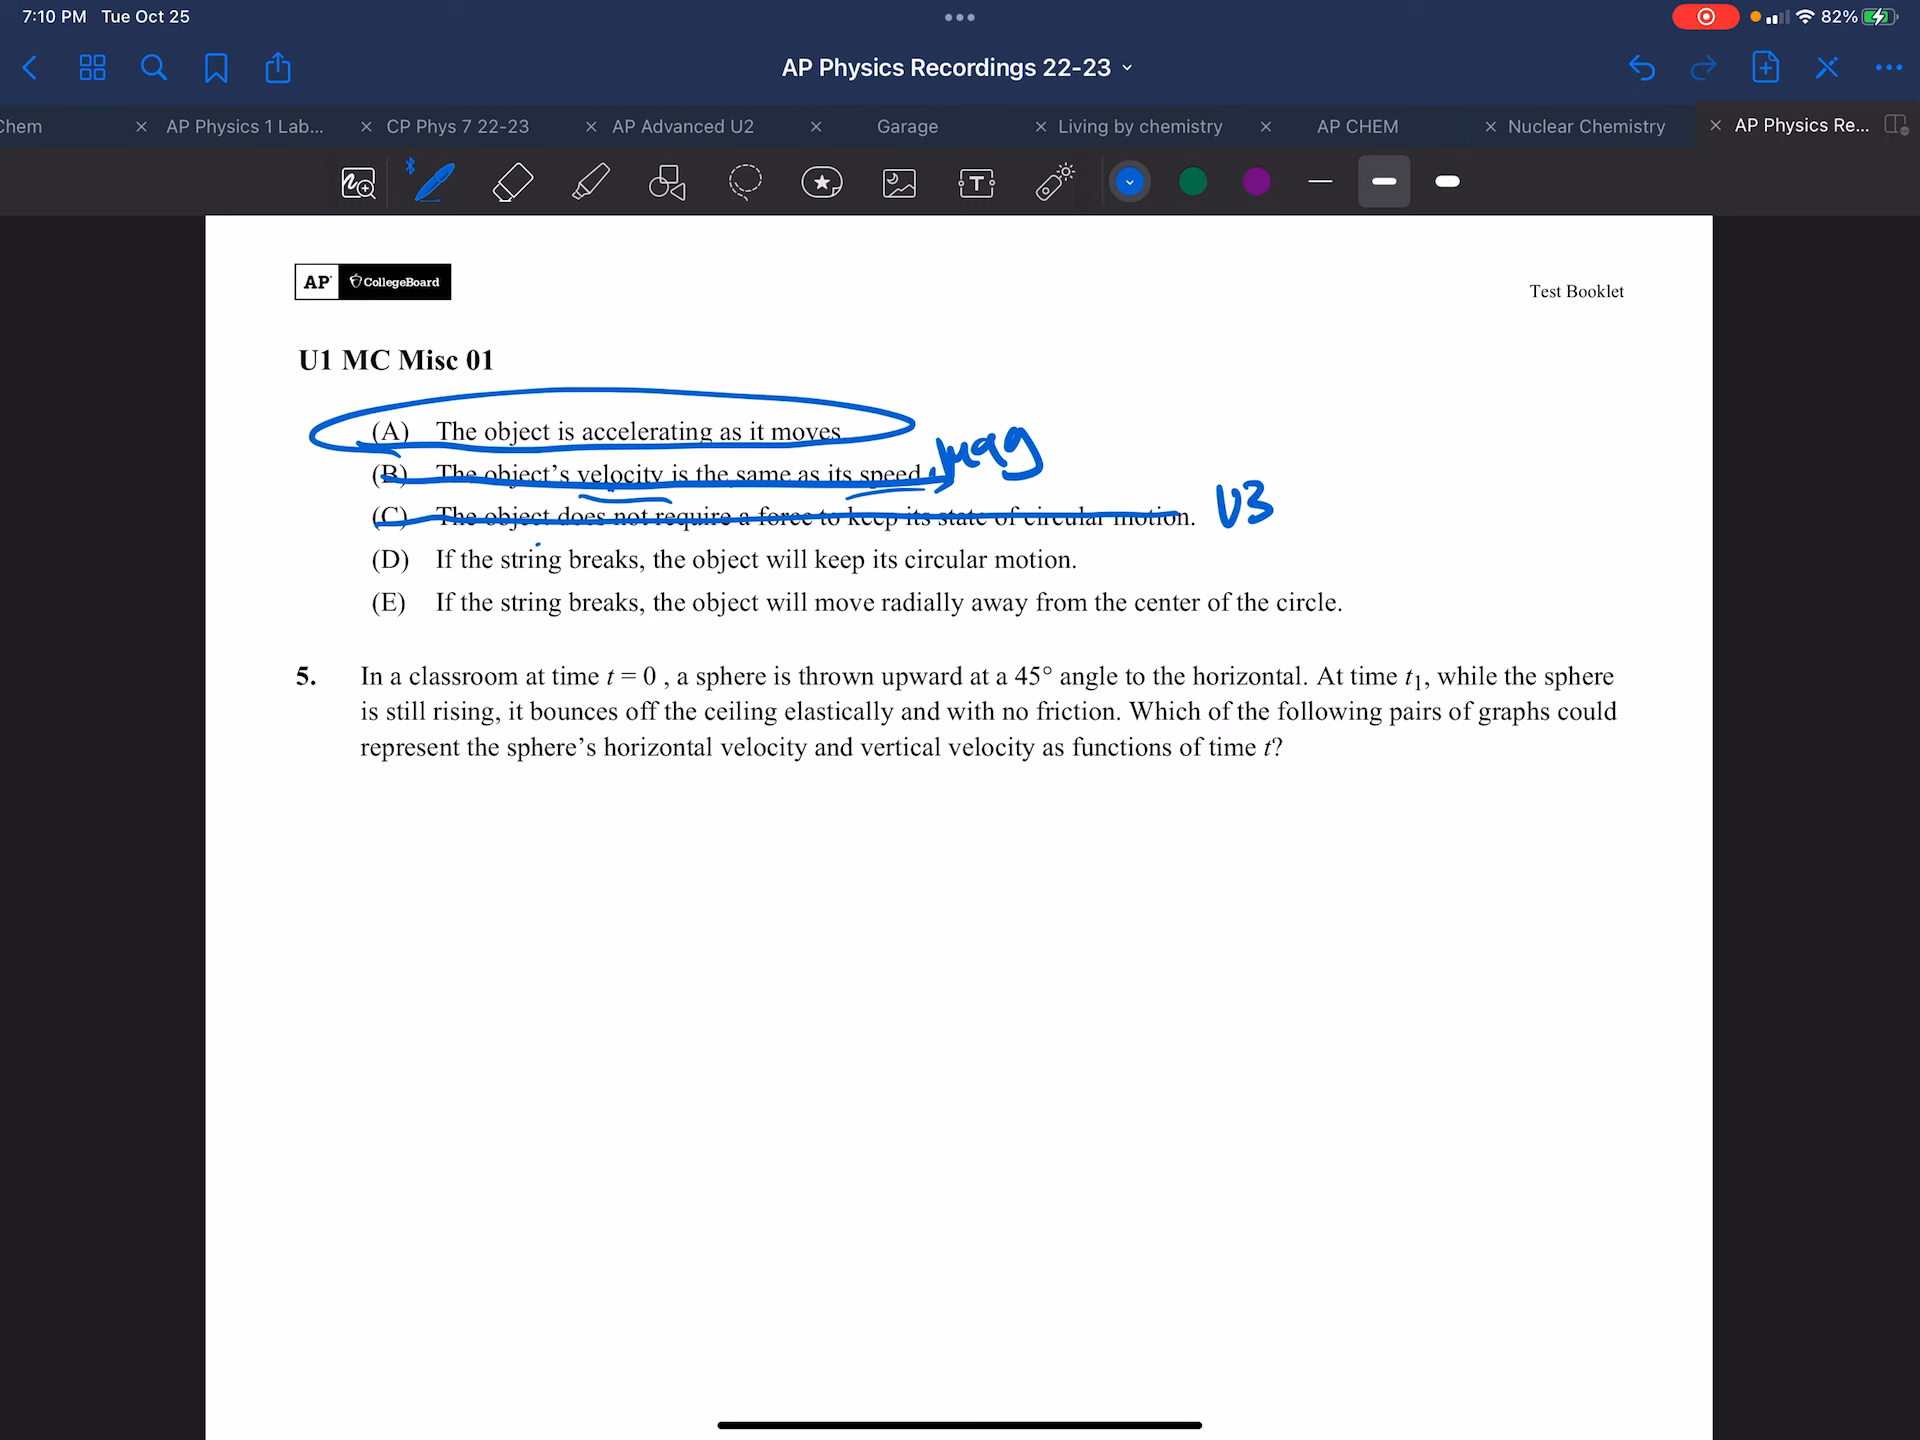 7:10 PM Tue Oct 25
82%
AP Physics Recordings 22-23
Chem
AP Physics 1 Lab...
CP Phys 7 22-23
AP Advanced U2
Garage
Living by chemistry
AP CHEM
Nuclear Chemistry
AP Physics Re...
T
AP CollegeBoard
Test Booklet
U1 MC Misc 01
(A) The object is accelerating as it moves.
(B) The object's velocity is the same as its speed. Mag
(C) The object does not require a force to keep its state of circular motion. U3
(D) If the string breaks, the object will keep its circular motion.
(E) If the string breaks, the object will move radially away from the center of the circle.
5. In a classroom at time t = 0 , a sphere is thrown upward at a 45° angle to the horizontal. At time t1, while the sphere
is still rising, it bounces off the ceiling elastically and with no friction. Which of the following pairs of graphs could
represent the sphere's horizontal velocity and vertical velocity as functions of time t?